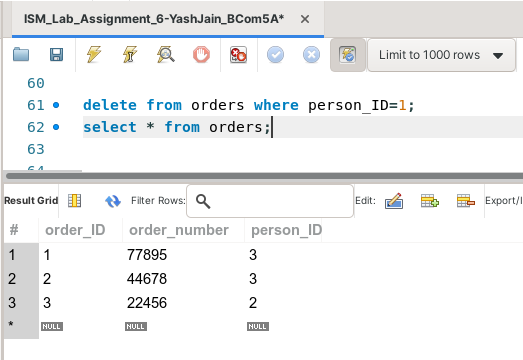 ISM_Lab_Assignment_6-YashJain_BCom5A* ×
Limit to 1000 rows
60
61 delete from orders where person_ID=1;
62 select * from orders;
63
64
Result Grid Filter Rows: Edit: Export/I
# order_ID order_number person_ID
1 1 77895 3
2 2 44678 3
3 3 22456 2
* NULL NULL NULL